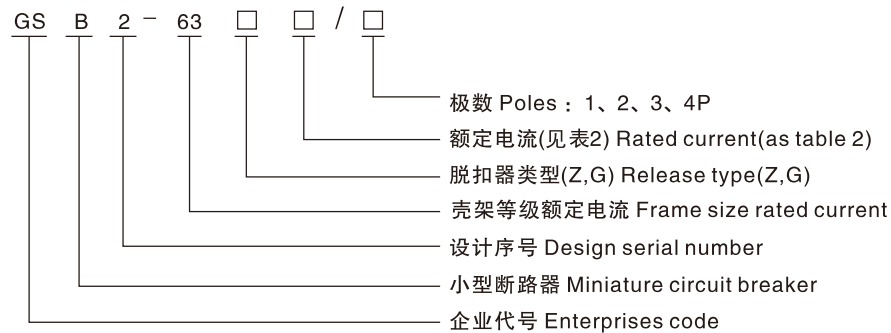 GS B 2 - 63 □ □ / □
极数 Poles : 1、2、3、4P
额定电流(见表2) Rated current(as table 2)
脱扣器类型(Z,G) Release type(Z,G)
壳架等级额定电流 Frame size rated current
设计序号 Design serial number
小型断路器 Miniature circuit breaker
企业代号 Enterprises code